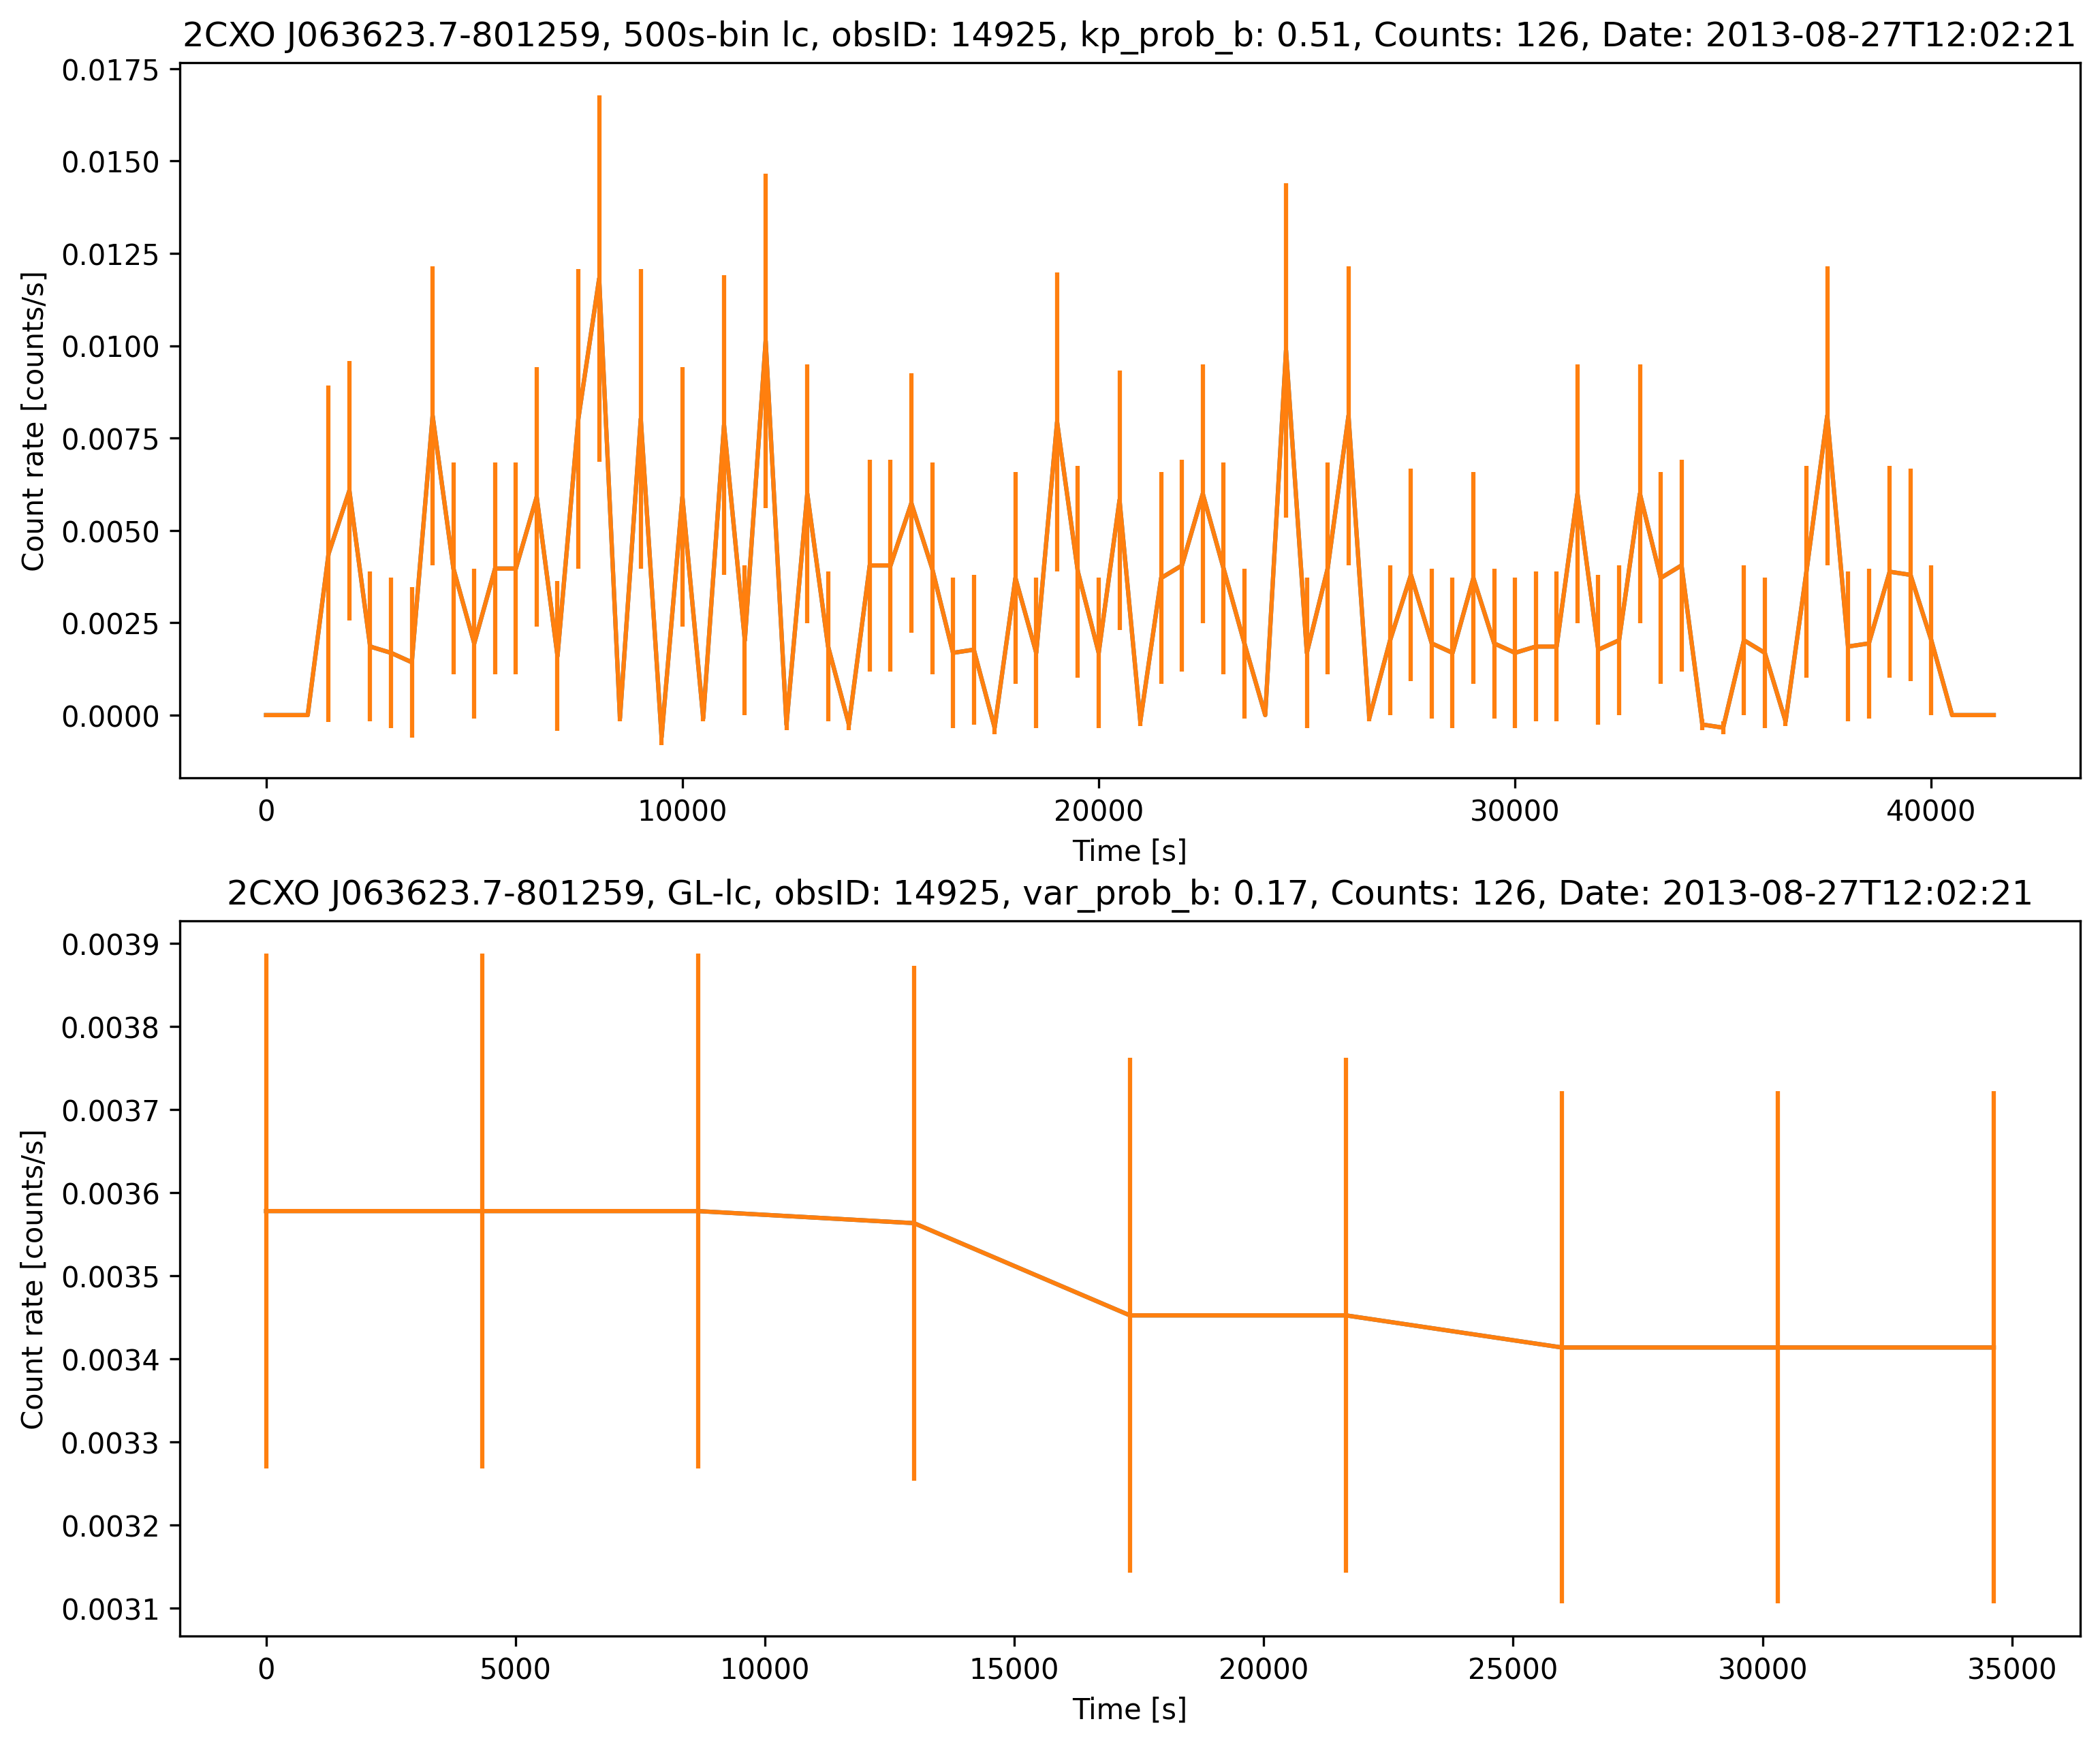 2CXO J063623.7-801259, 500s-bin lc, obsID: 14925, kp_prob_b: 0.51, Counts: 126, Date: 2013-08-27T12:02:21
0.0175
0.0150
0.0125
0.0100
0.0075
0.0050
0.0025
0.0000
Count rate [counts/s]
0 10000 20000 30000 40000
Time [s]
2CXO J063623.7-801259, GL-lc, obsID: 14925, var_prob_b: 0.17, Counts: 126, Date: 2013-08-27T12:02:21
0.0039
0.0038
0.0037
0.0036
0.0035
0.0034
0.0033
0.0032
0.0031
Count rate [counts/s]
0 5000 10000 15000 20000 25000 30000 35000
Time [s]